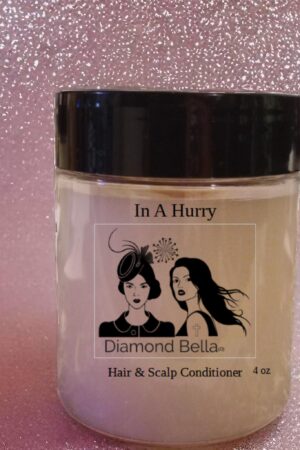 In A Hurry
Diamond Bella
Hair & Scalp Conditioner 4 oz